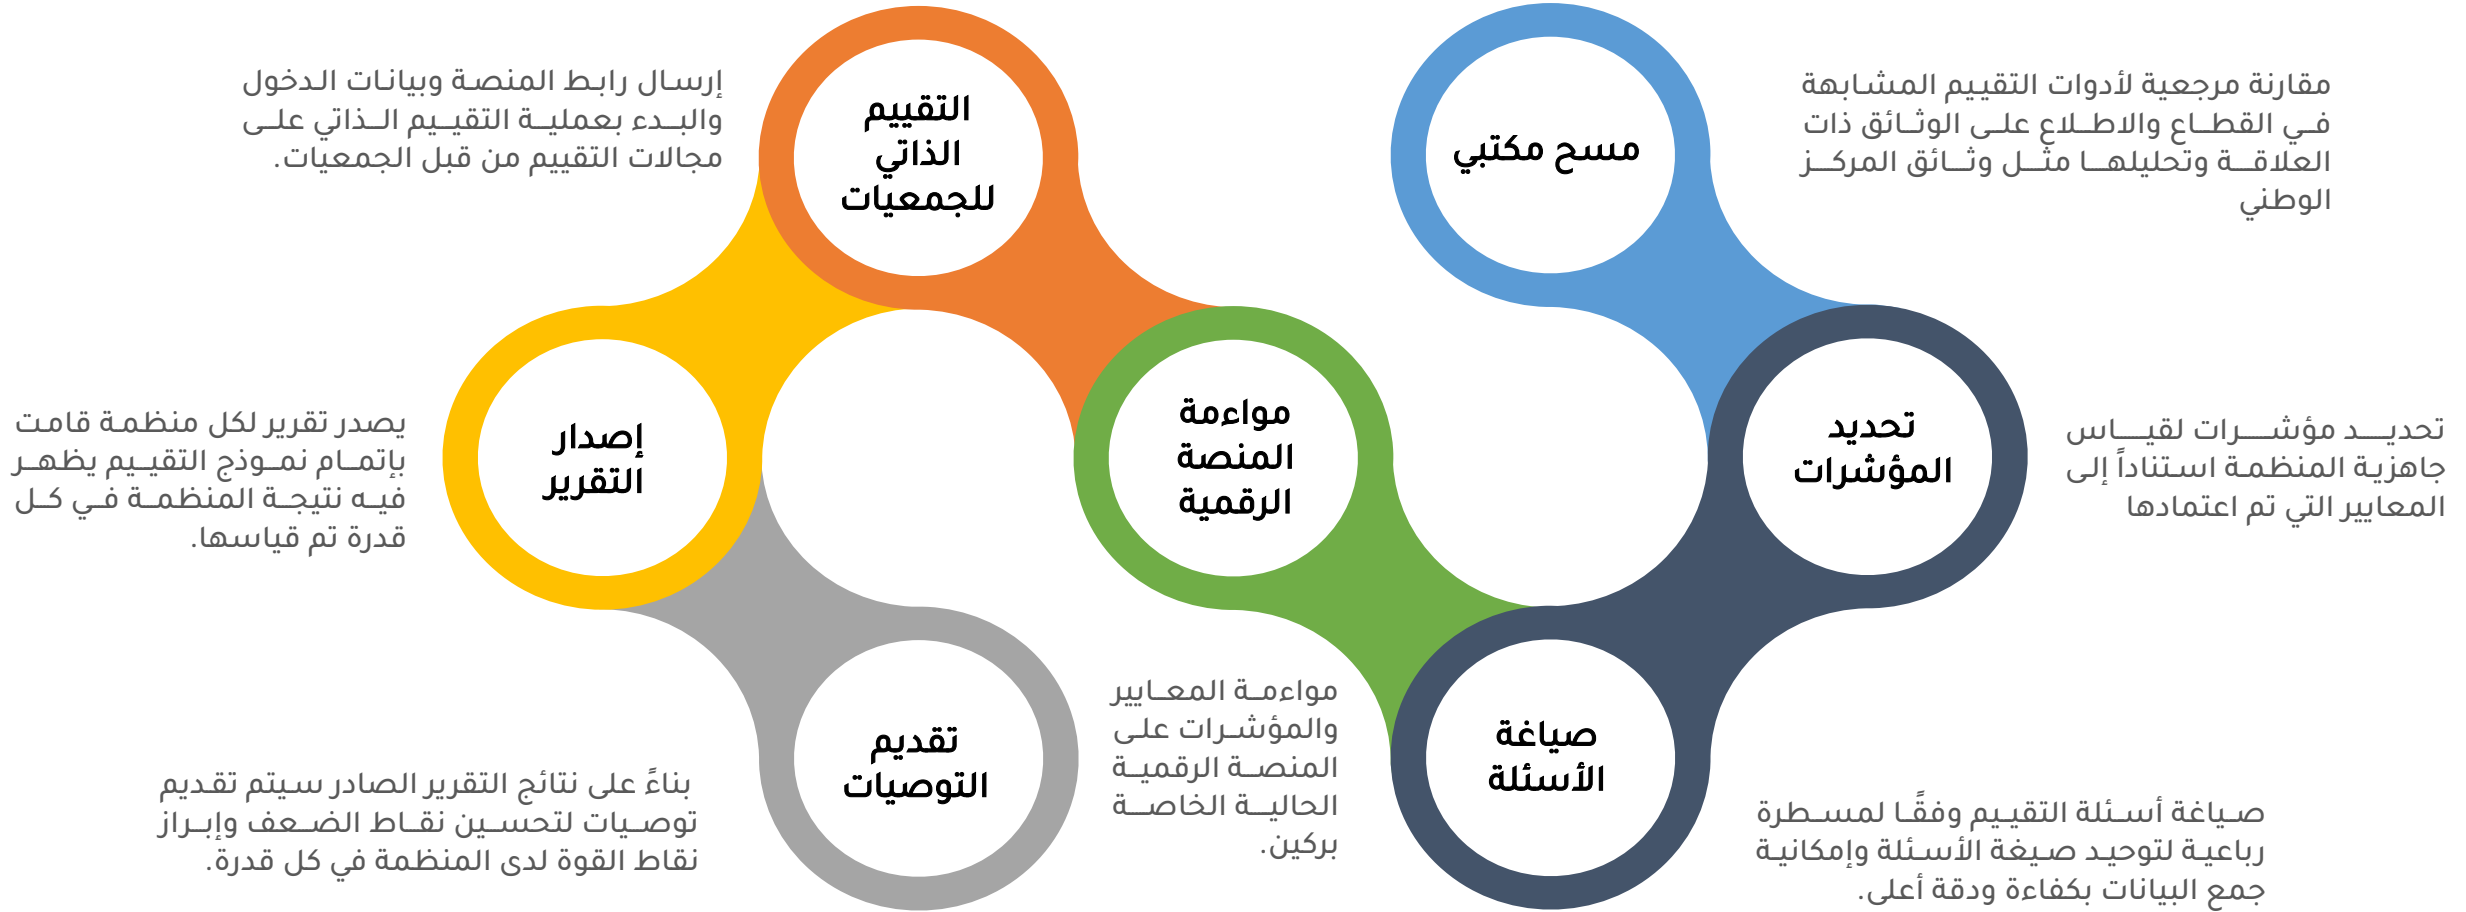 مسح مكتبي
مقارنة مرجعية لأدوات التقييم المشابهة
في القطاع والاطلاع على الوثائق ذات
العلاقة وتحليلها مثل وثائق المركز
الوطني
تحديد
المؤشرات
تحديد مؤشرات لقياس
جاهزية المنظمة استناداً إلى
المعايير التي تم اعتمادها
صياغة
الأسئلة
صياغة أسئلة التقييم وفقًا لمسطرة
رباعية لتوحيد صيغة الأسئلة وإمكانية
جمع البيانات بكفاءة ودقة أعلى.
مواءمة
المنصة
الرقمية
مواءمة المعايير
والمؤشرات على
المنصة الرقمية
الحالية الخاصة
بركين.
التقييم
الذاتي
للجمعيات
إرسال رابط المنصة وبيانات الدخول
والبدء بعملية التقييم الذاتي على
مجالات التقييم من قبل الجمعيات.
إصدار
التقرير
يصدر تقرير لكل منظمة قامت
بإتمام نموذج التقييم يظهر
فيه نتيجة المنظمة في كل
قدرة تم قياسها.
تقديم
التوصيات
بناءً على نتائج التقرير الصادر سيتم تقديم
توصيات لتحسين نقاط الضعف وإبراز
نقاط القوة لدى المنظمة في كل قدرة.